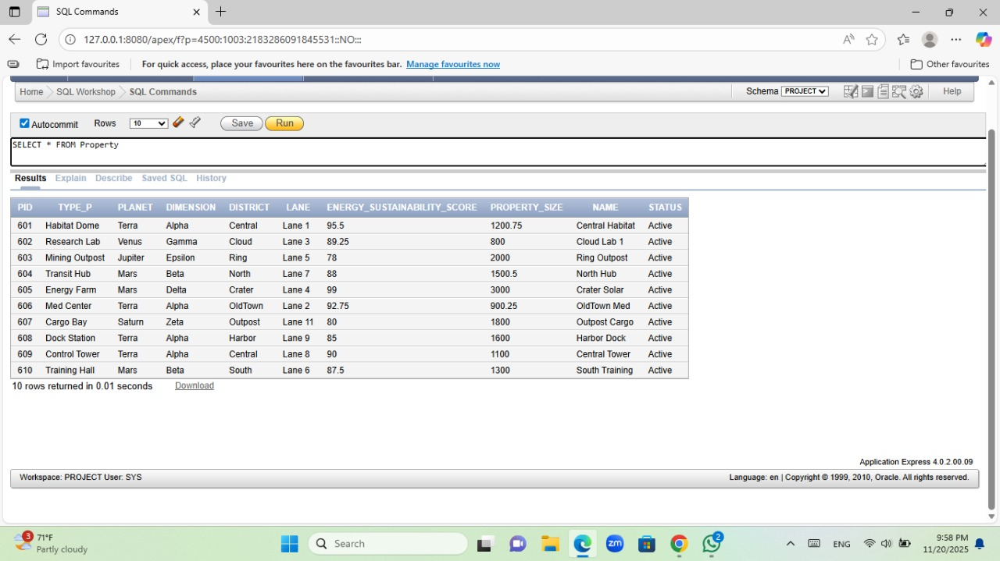 SQL Commands
127.0.0.1:8080/apex/f?p=4500:1003:2183286091845531::NO:::
Import favourites For quick access, place your favourites here on the favourites bar. Manage favourites now Other favourites
Home SQL Workshop SQL Commands Schema PROJECT Help
Autocommit Rows 10 Save Run
SELECT * FROM Property
Results Explain Describe Saved SQL History
PID TYPE_P PLANET DIMENSION DISTRICT LANE ENERGY_SUSTAINABILITY_SCORE PROPERTY_SIZE NAME STATUS
601 Habitat Dome Terra Alpha Central Lane 1 95.5 1200.75 Central Habitat Active
602 Research Lab Venus Gamma Cloud Lane 3 89.25 800 Cloud Lab 1 Active
603 Mining Outpost Jupiter Epsilon Ring Lane 5 78 2000 Ring Outpost Active
604 Transit Hub Mars Beta North Lane 7 88 1500.5 North Hub Active
605 Energy Farm Mars Delta Crater Lane 4 99 3000 Crater Solar Active
606 Med Center Terra Alpha OldTown Lane 2 92.75 900.25 OldTown Med Active
607 Cargo Bay Saturn Zeta Outpost Lane 11 80 1800 Outpost Cargo Active
608 Dock Station Terra Alpha Harbor Lane 9 85 1600 Harbor Dock Active
609 Control Tower Terra Alpha Central Lane 8 90 1100 Central Tower Active
610 Training Hall Mars Beta South Lane 6 87.5 1300 South Training Active
10 rows returned in 0.01 seconds Download
Application Express 4.0.2.00.09
Workspace: PROJECT User: SYS Language: en | Copyright © 1999, 2010, Oracle. All rights reserved.
3 71°F
Partly cloudy
Search
zm
2
ENG
9:58 PM
11/20/2025